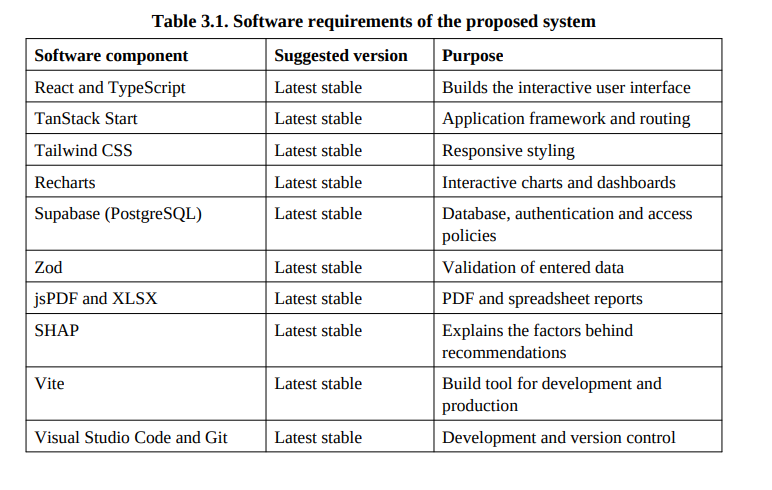 Table 3.1. Software requirements of the proposed system
Software component Suggested version Purpose
React and TypeScript Latest stable Builds the interactive user interface
TanStack Start Latest stable Application framework and routing
Tailwind CSS Latest stable Responsive styling
Recharts Latest stable Interactive charts and dashboards
Supabase (PostgreSQL) Latest stable Database, authentication and access
policies
Zod Latest stable Validation of entered data
jsPDF and XLSX Latest stable PDF and spreadsheet reports
SHAP Latest stable Explains the factors behind
recommendations
Vite Latest stable Build tool for development and
production
Visual Studio Code and Git Latest stable Development and version control